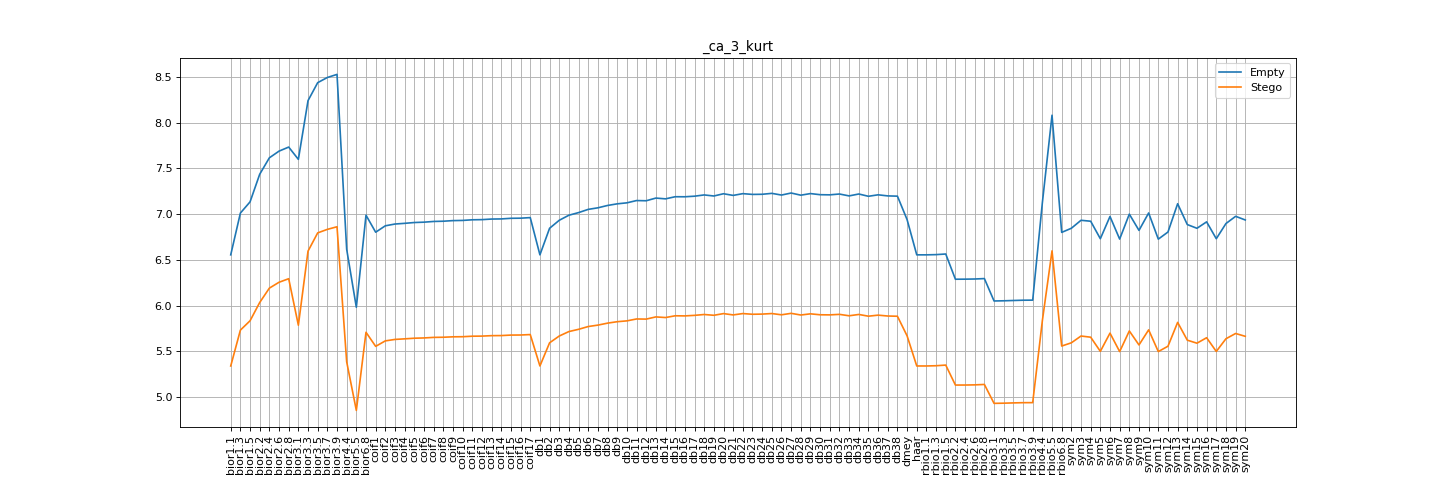 _ca_3_kurt
8.5
8.0
7.5
7.0
6.5
6.0
5.5
5.0
Empty
Stego
bior1.1
bior1.3
bior1.5
bior2.2
bior2.4
bior2.6
bior2.8
bior3.1
bior3.3
bior3.5
bior3.7
bior3.9
bior4.4
bior5.5
bior6.8
coif1
coif2
coif3
coif4
coif5
coif6
coif7
coif8
coif9
coif10
coif11
coif12
coif13
coif14
coif15
coif16
coif17
db1
db2
db3
db4
db5
db6
db7
db8
db9
db10
db11
db12
db13
db14
db15
db16
db17
db18
db19
db20
db21
db22
db23
db24
db25
db26
db27
db28
db29
db30
db31
db32
db33
db34
db35
db36
db37
db38
dmey
haar
rbio1.1
rbio1.3
rbio1.5
rbio2.2
rbio2.4
rbio2.6
rbio2.8
rbio3.1
rbio3.3
rbio3.5
rbio3.7
rbio3.9
rbio4.4
rbio5.5
rbio6.8
sym2
sym3
sym4
sym5
sym6
sym7
sym8
sym9
sym10
sym11
sym12
sym13
sym14
sym15
sym16
sym17
sym18
sym19
sym20